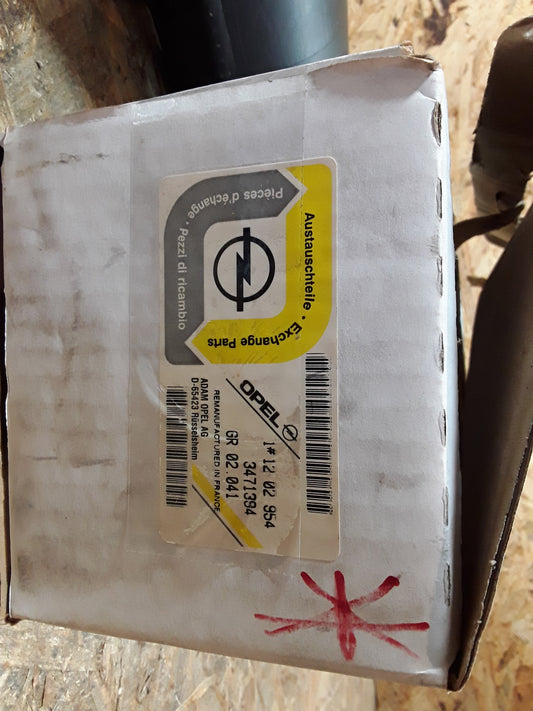 Pièces d'échange · Pezzi di ricambio
Austauschteile · Exchange Parts
OPEL
1# 12 02 954
3471394
GR 02.041
REMANUFACTURED IN FRANCE
ADAM OPEL AG
D-65423 Rüsselsheim